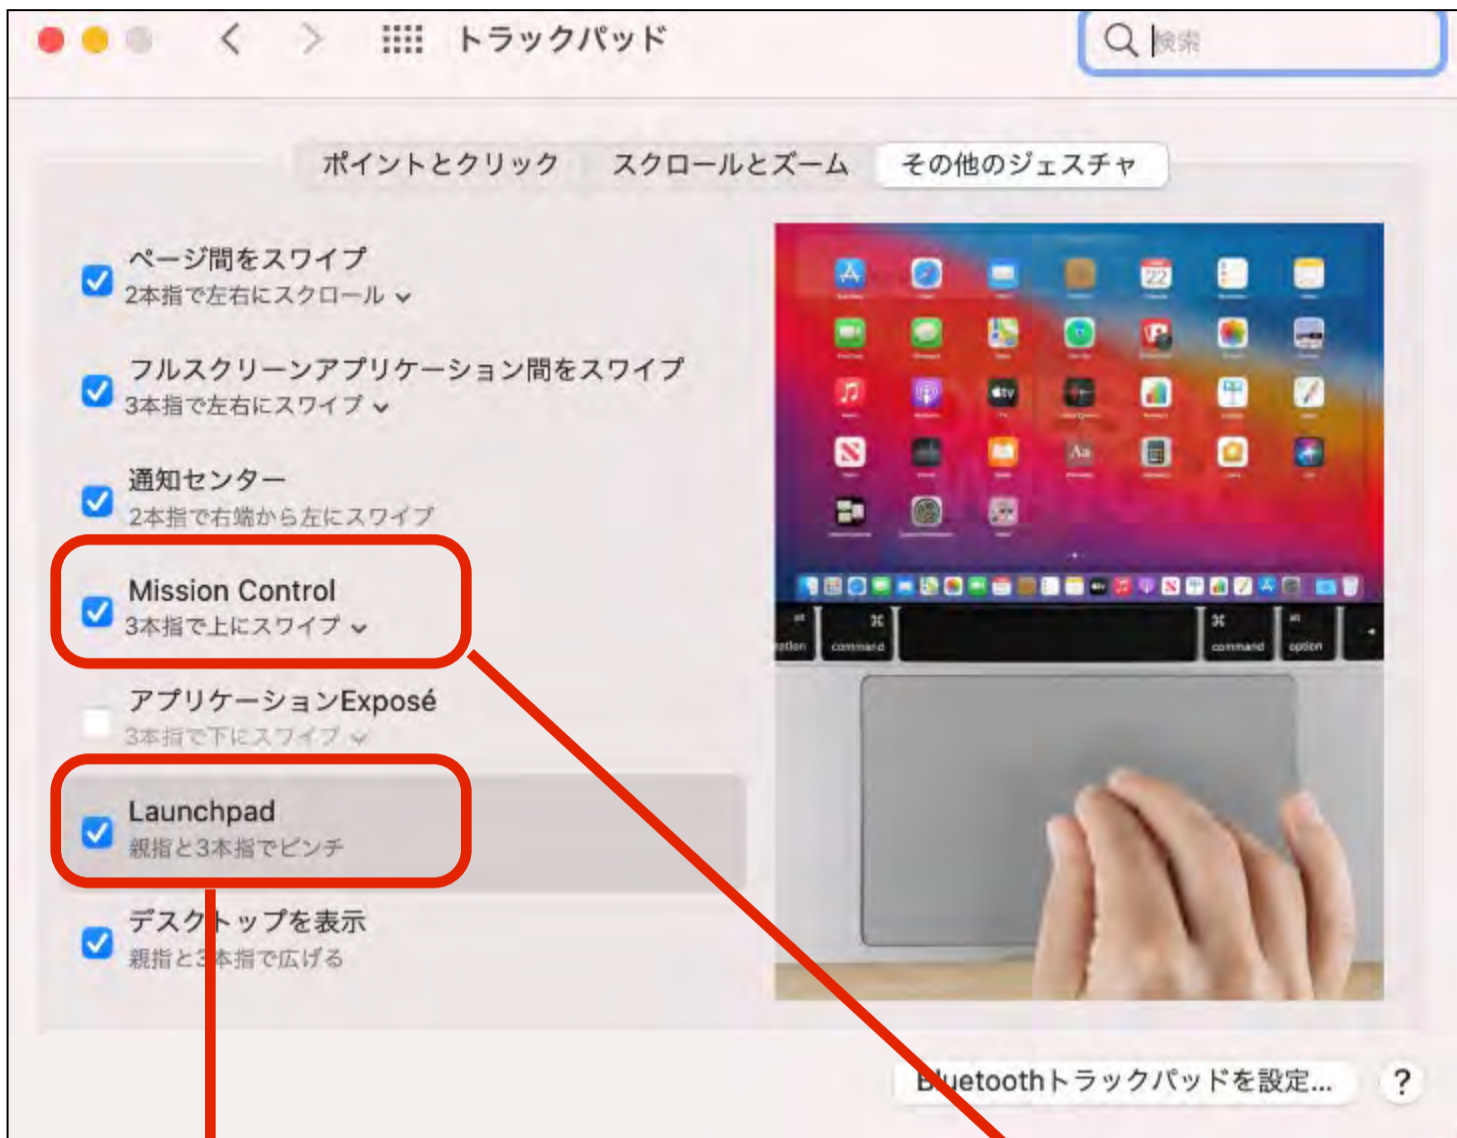 トラックパッド
検索
ポイントとクリック
スクロールとズーム
その他のジェスチャ
ページ間をスワイプ
2本指で左右にスクロール
フルスクリーンアプリケーション間をスワイプ
3本指で左右にスワイプ
通知センター
2本指で右端から左にスワイプ
Mission Control
3本指で上にスワイプ
アプリケーションExposé
3本指で下にスワイプ
Launchpad
親指と3本指でピンチ
デスクトップを表示
親指と3本指で広げる
22
tv
Aa
alt
⌘
⌘
alt
command
command
option
Bluetoothトラックパッドを設定...
?